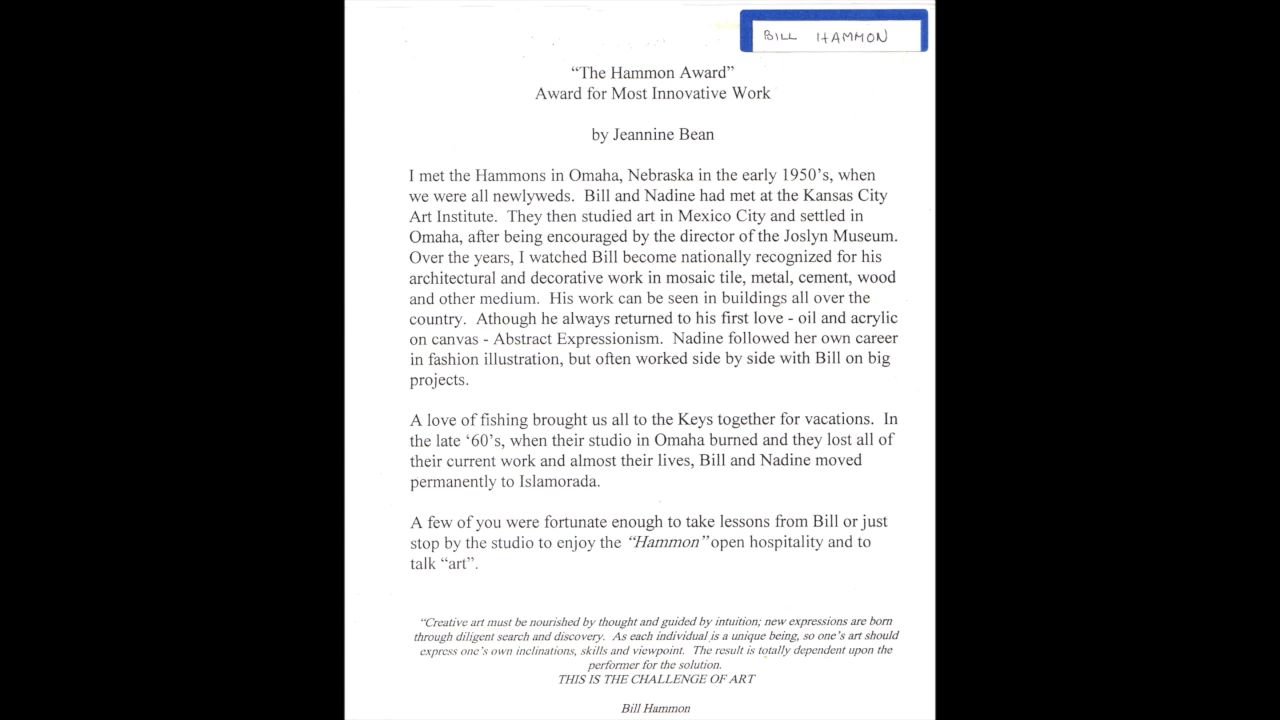 BILL HAMMON
“The Hammon Award”
Award for Most Innovative Work
by Jeannine Bean
I met the Hammons in Omaha, Nebraska in the early 1950’s, when
we were all newlyweds.  Bill and Nadine had met at the Kansas City
Art Institute.  They then studied art in Mexico City and settled in
Omaha, after being encouraged by the director of the Joslyn Museum.
Over the years, I watched Bill become nationally recognized for his
architectural and decorative work in mosaic tile, metal, cement, wood
and other medium.  His work can be seen in buildings all over the
country.  Athough he always returned to his first love - oil and acrylic
on canvas - Abstract Expressionism.  Nadine followed her own career
in fashion illustration, but often worked side by side with Bill on big
projects.
A love of fishing brought us all to the Keys together for vacations.  In
the late ‘60’s, when their studio in Omaha burned and they lost all of
their current work and almost their lives, Bill and Nadine moved
permanently to Islamorada.
A few of you were fortunate enough to take lessons from Bill or just
stop by the studio to enjoy the “Hammon” open hospitality and to
talk “art”.
“Creative art must be nourished by thought and guided by intuition; new expressions are born
through diligent search and discovery.  As each individual is a unique being, so one’s art should
express one’s own inclinations, skills and viewpoint.  The result is totally dependent upon the
performer for the solution.
THIS IS THE CHALLENGE OF ART
Bill Hammon